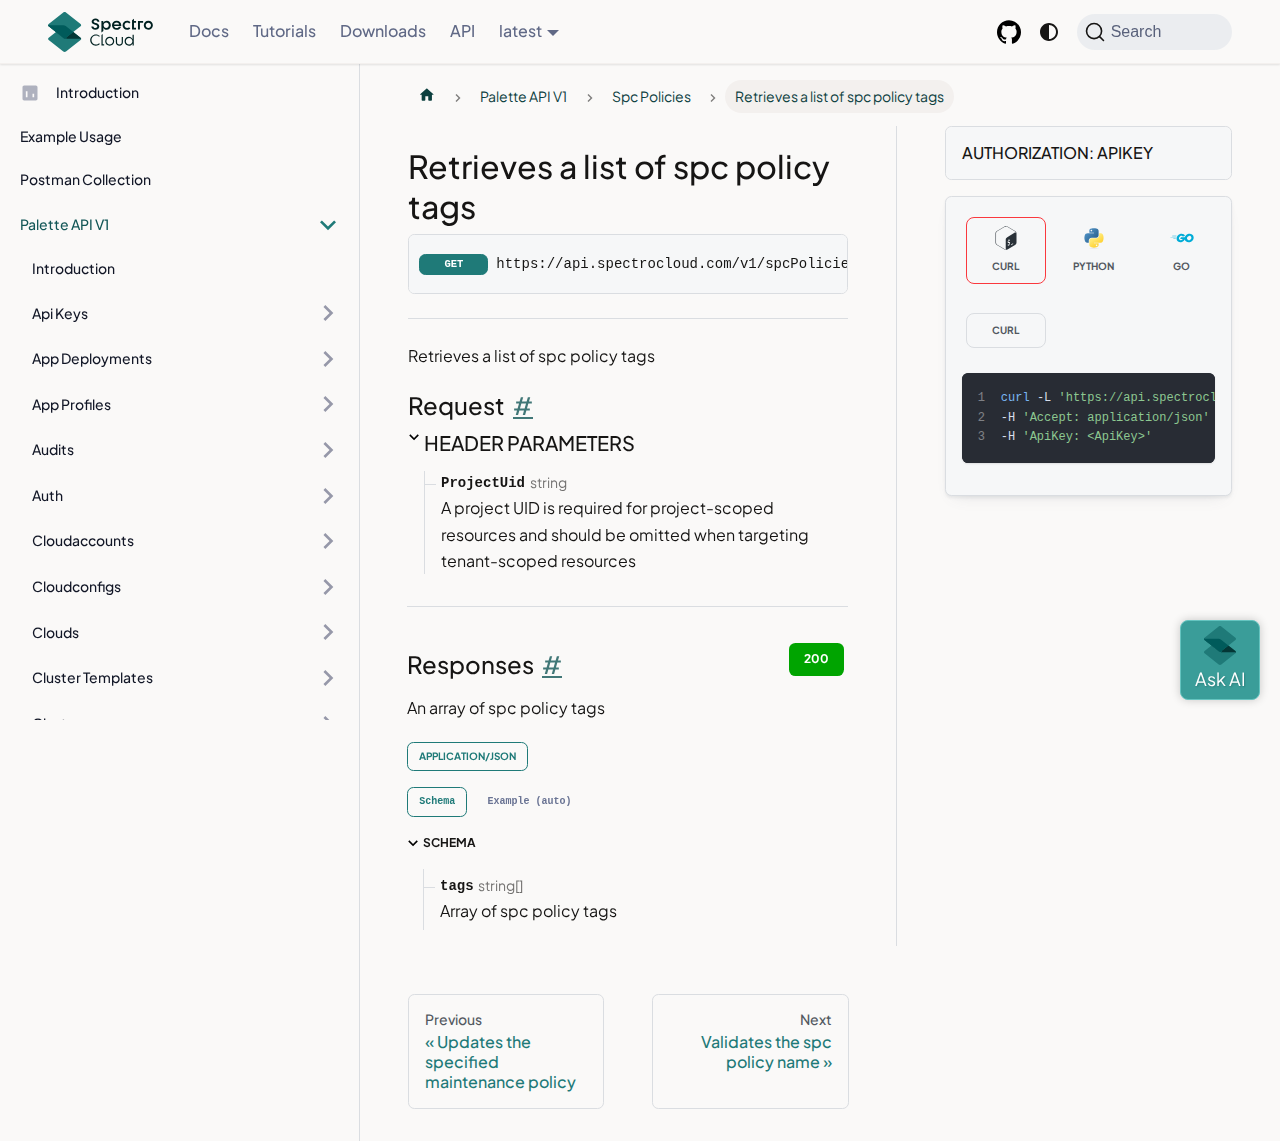 Spectro Cloud
Docs
Tutorials
Downloads
API
latest
Search
Introduction
Example Usage
Postman Collection
Palette API V1
Introduction
Api Keys
App Deployments
App Profiles
Audits
Auth
Cloudaccounts
Cloudconfigs
Clouds
Cluster Templates
Palette API V1
Spc Policies
Retrieves a list of spc policy tags
Retrieves a list of spc policy
tags
GET https://api.spectrocloud.com/v1/spcPolicie
Retrieves a list of spc policy tags
Request #
HEADER PARAMETERS
ProjectUid string
A project UID is required for project-scoped
resources and should be omitted when targeting
tenant-scoped resources
Responses #
200
An array of spc policy tags
APPLICATION/JSON
Schema
Example (auto)
SCHEMA
tags string[]
Array of spc policy tags
Previous
« Updates the
specified
maintenance policy
Next
Validates the spc
policy name »
AUTHORIZATION: APIKEY
CURL
PYTHON
GO
CURL
1 curl -L 'https://api.spectrocl
2 -H 'Accept: application/json'
3 -H 'ApiKey: <ApiKey>'
Ask AI